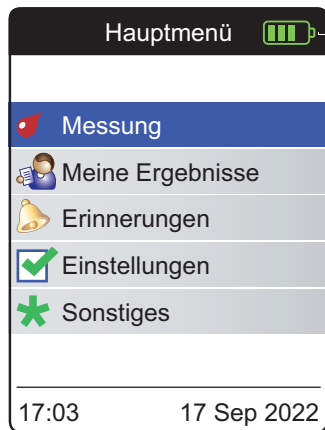 Hauptmenü
Messung
Meine Ergebnisse
Erinnerungen
Einstellungen
Sonstiges
17:03 17 Sep 2022